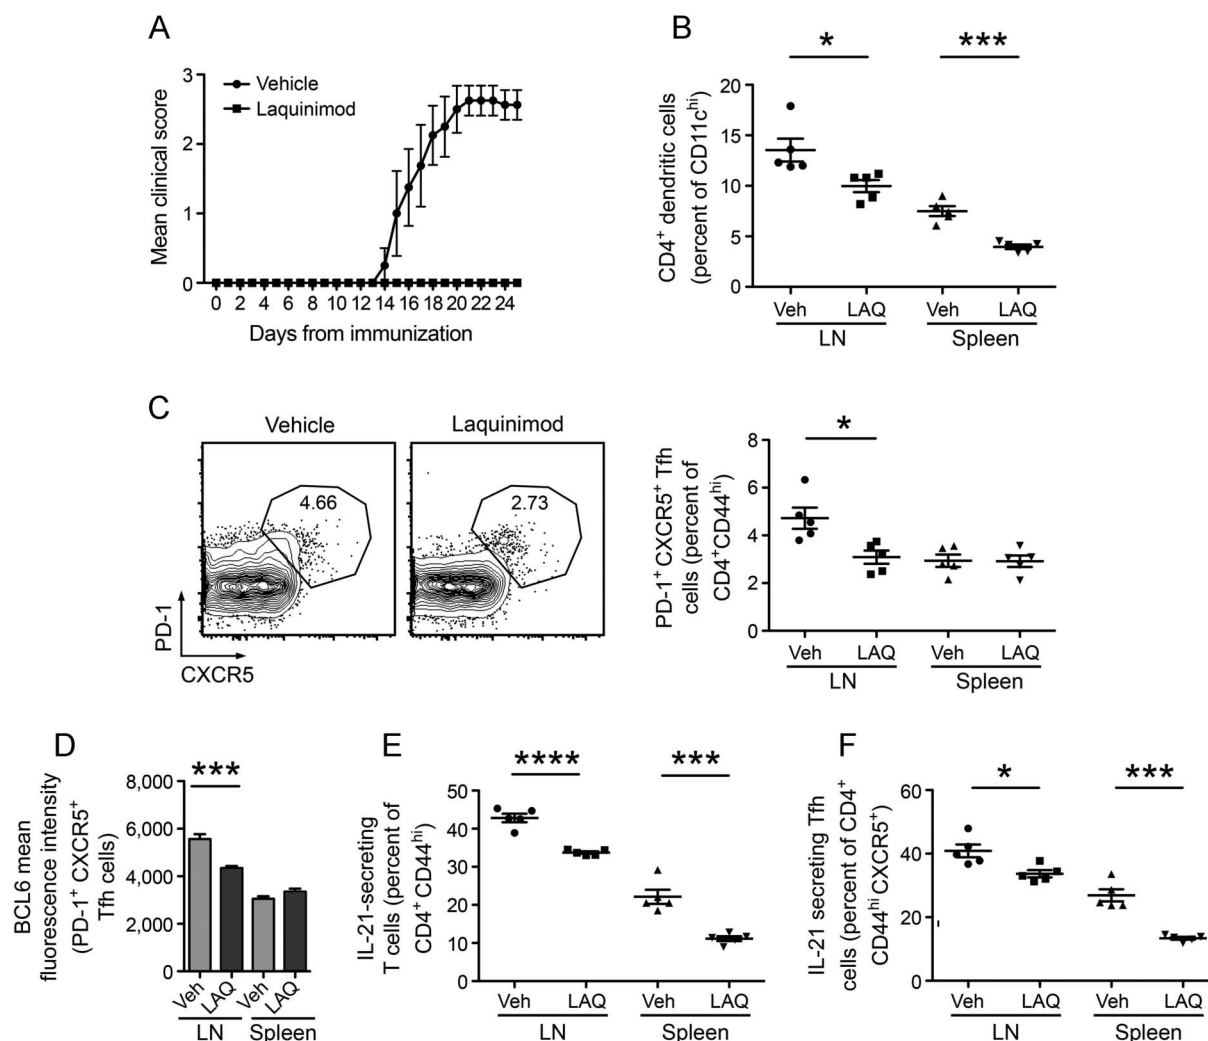 A
Vehicle
Laquinimod
Mean clinical score
3
2
1
0
0 2 4 6 8 10 12 14 16 18 20 22 24
Days from immunization
B
* ***
CD4+ dendritic cells
(percent of CD11chi)
20
15
10
5
0
Veh LAQ Veh LAQ
LN Spleen
C
Vehicle Laquinimod
4.66 2.73
PD-1
CXCR5
PD-1+ CXCR5+ Tfh
cells (percent of
CD4+CD44hi)
*
8
6
4
2
0
Veh LAQ Veh LAQ
LN Spleen
D
BCL6 mean
fluorescence intensity
(PD-1+ CXCR5+
Tfh cells)
***
8,000
6,000
4,000
2,000
0
Veh LAQ Veh LAQ
LN Spleen
E
IL-21-secreting
T cells (percent of
CD4+ CD44hi)
**** ***
50
40
30
20
10
0
Veh LAQ Veh LAQ
LN Spleen
F
IL-21 secreting Tfh
cells (percent of CD4+
CD44hi CXCR5+)
* ***
60
40
20
0
Veh LAQ Veh LAQ
LN Spleen